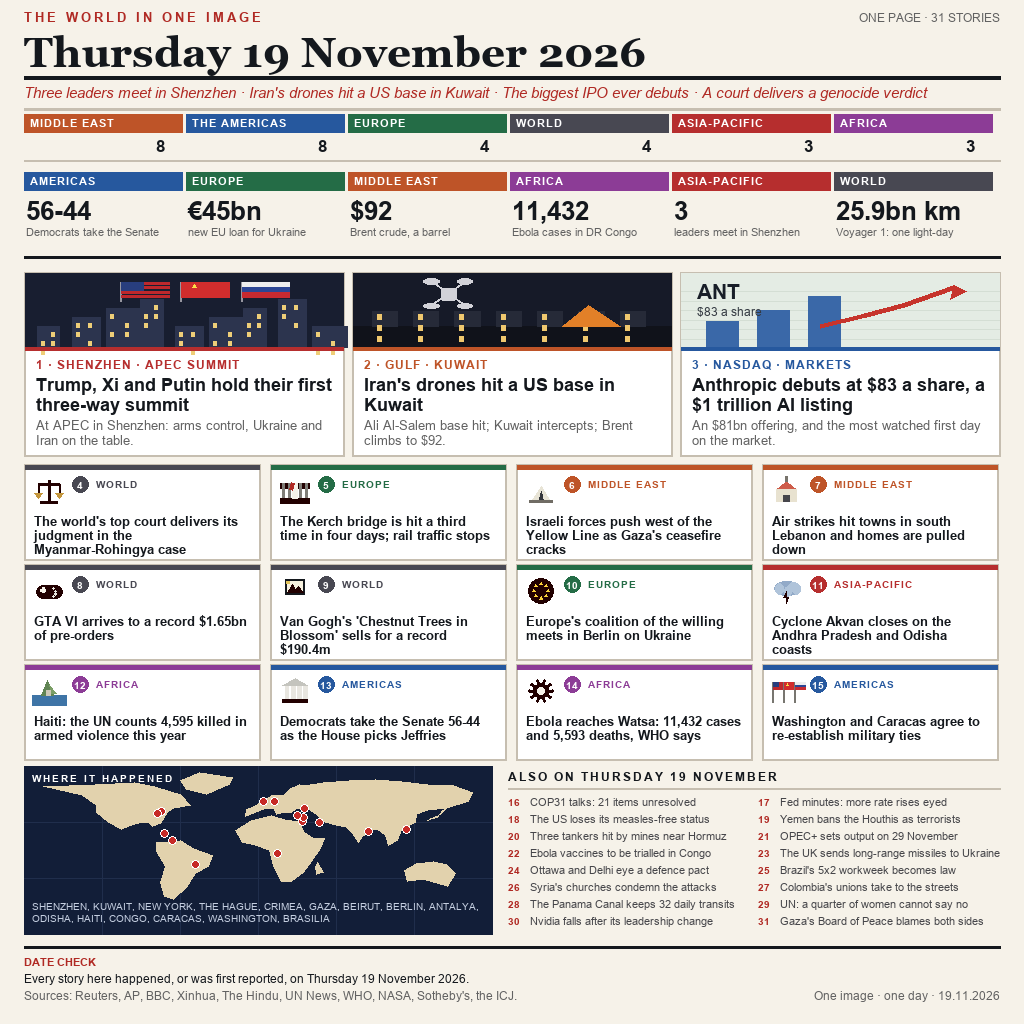 THE WORLD IN ONE IMAGE
ONE PAGE · 31 STORIES
Thursday 19 November 2026
Three leaders meet in Shenzhen · Iran's drones hit a US base in Kuwait · The biggest IPO ever debuts · A court delivers a genocide verdict
MIDDLE EAST
THE AMERICAS
EUROPE
WORLD
ASIA-PACIFIC
AFRICA
8
8
4
4
3
3
AMERICAS
EUROPE
MIDDLE EAST
AFRICA
ASIA-PACIFIC
WORLD
56-44
€45bn
$92
11,432
3
25.9bn km
Democrats take the Senate
new EU loan for Ukraine
Brent crude, a barrel
Ebola cases in DR Congo
leaders meet in Shenzhen
Voyager 1: one light-day
1 · SHENZHEN · APEC SUMMIT
Trump, Xi and Putin hold their first
three-way summit
At APEC in Shenzhen: arms control, Ukraine and
Iran on the table.
2 · GULF · KUWAIT
Iran's drones hit a US base in
Kuwait
Ali Al-Salem base hit; Kuwait intercepts; Brent
climbs to $92.
ANT
$83 a share
3 · NASDAQ · MARKETS
Anthropic debuts at $83 a share, a
$1 trillion AI listing
An $81bn offering, and the most watched first day
on the market.
4 WORLD
The world's top court delivers its
judgment in the
Myanmar-Rohingya case
5 EUROPE
The Kerch bridge is hit a third
time in four days; rail traffic stops
6 MIDDLE EAST
Israeli forces push west of the
Yellow Line as Gaza's ceasefire
cracks
7 MIDDLE EAST
Air strikes hit towns in south
Lebanon and homes are pulled
down
8 WORLD
GTA VI arrives to a record $1.65bn
of pre-orders
9 WORLD
Van Gogh's 'Chestnut Trees in
Blossom' sells for a record
$190.4m
10 EUROPE
Europe's coalition of the willing
meets in Berlin on Ukraine
11 ASIA-PACIFIC
Cyclone Akvan closes on the
Andhra Pradesh and Odisha
coasts
12 AFRICA
Haiti: the UN counts 4,595 killed in
armed violence this year
13 AMERICAS
Democrats take the Senate 56-44
as the House picks Jeffries
14 AFRICA
Ebola reaches Watsa: 11,432 cases
and 5,593 deaths, WHO says
15 AMERICAS
Washington and Caracas agree to
re-establish military ties
WHERE IT HAPPENED
SHENZHEN, KUWAIT, NEW YORK, THE HAGUE, CRIMEA, GAZA, BEIRUT, BERLIN, ANTALYA,
ODISHA, HAITI, CONGO, CARACAS, WASHINGTON, BRASILIA
ALSO ON THURSDAY 19 NOVEMBER
16 COP31 talks: 21 items unresolved
17 Fed minutes: more rate rises eyed
18 The US loses its measles-free status
19 Yemen bans the Houthis as terrorists
20 Three tankers hit by mines near Hormuz
21 OPEC+ sets output on 29 November
22 Ebola vaccines to be trialled in Congo
23 The UK sends long-range missiles to Ukraine
24 Ottawa and Delhi eye a defence pact
25 Brazil's 5x2 workweek becomes law
26 Syria's churches condemn the attacks
27 Colombia's unions take to the streets
28 The Panama Canal keeps 32 daily transits
29 UN: a quarter of women cannot say no
30 Nvidia falls after its leadership change
31 Gaza's Board of Peace blames both sides
DATE CHECK
Every story here happened, or was first reported, on Thursday 19 November 2026.
Sources: Reuters, AP, BBC, Xinhua, The Hindu, UN News, WHO, NASA, Sotheby's, the ICJ.
One image · one day · 19.11.2026